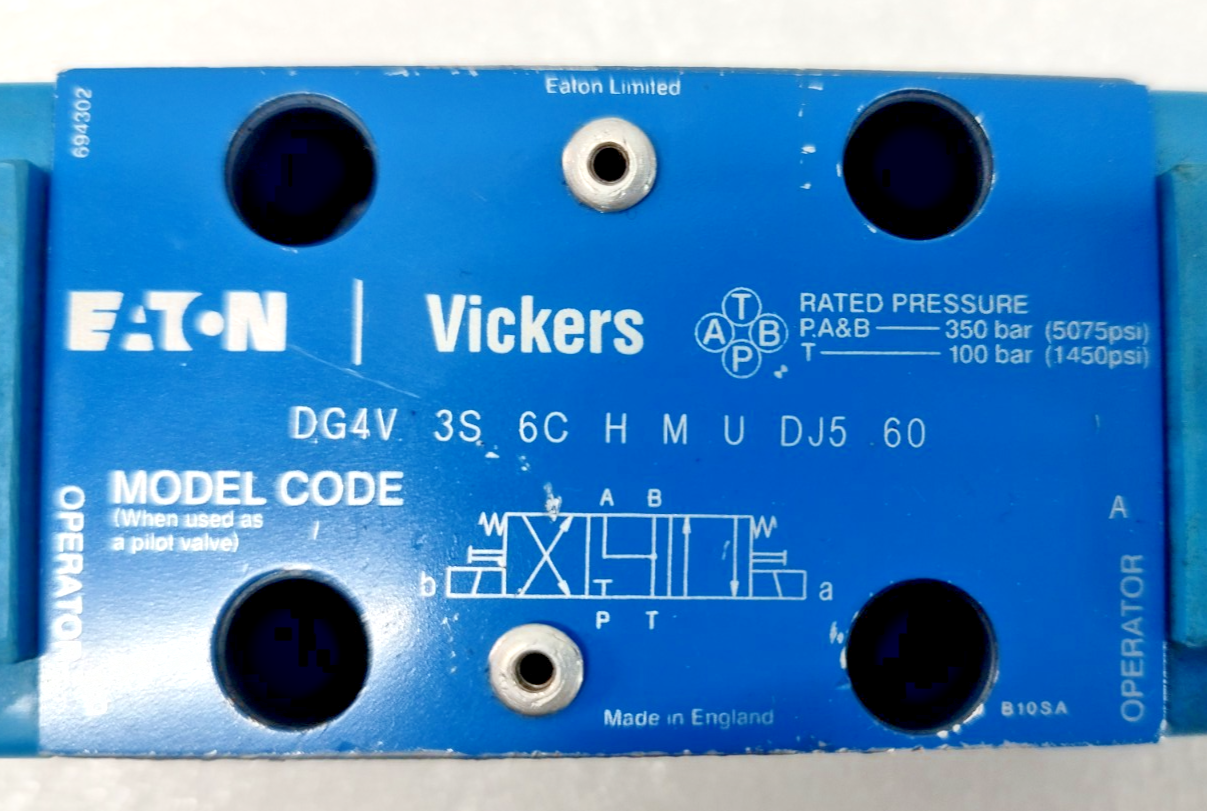 Eaton Limited
694302
EATON | Vickers
T
A B
P
RATED PRESSURE
P.A&B — 350 bar (5075psi)
T — 100 bar (1450psi)
DG4V 3S 6C H M U DJ5 60
MODEL CODE
(When used as
a pilot valve)
A B
b
T
a
P T
OPERATOR
A
OPERATOR
B10SA
Made in England